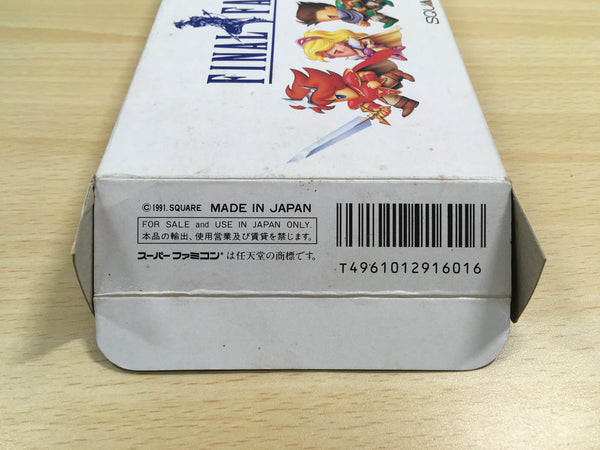 FINAL FA
SQUA
© 1991. SQUARE MADE IN JAPAN
FOR SALE and USE IN JAPAN ONLY.
本品の輸出、使用営業及び賃貸を禁じます。
スーパーファミコン®は任天堂の商標です。
T4961012916016